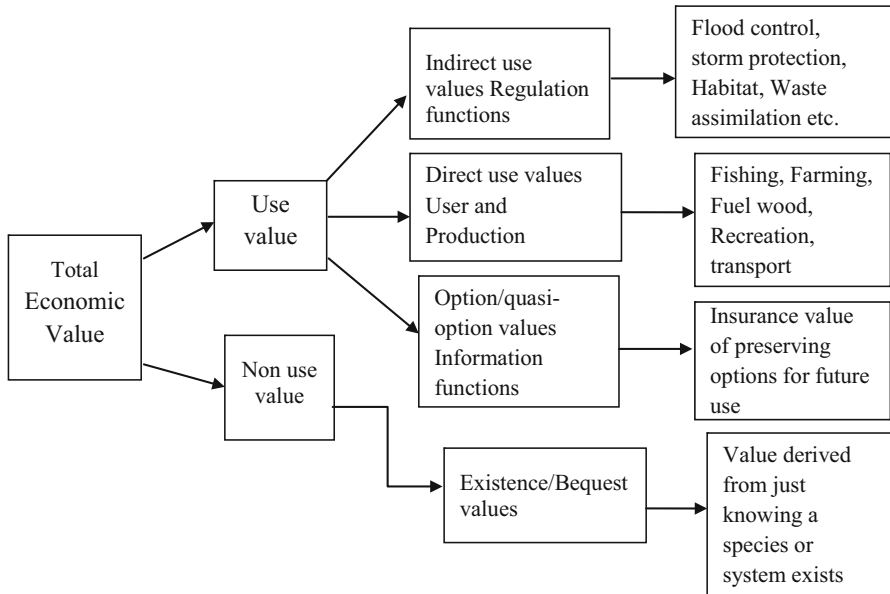 Total
Economic
Value
Use
value
Non use
value
Indirect use
values Regulation
functions
Direct use values
User and
Production
Option/quasi-
option values
Information
functions
Existence/Bequest
values
Flood control,
storm protection,
Habitat, Waste
assimilation etc.
Fishing, Farming,
Fuel wood,
Recreation,
transport
Insurance value
of preserving
options for future
use
Value derived
from just
knowing a
species or
system exists